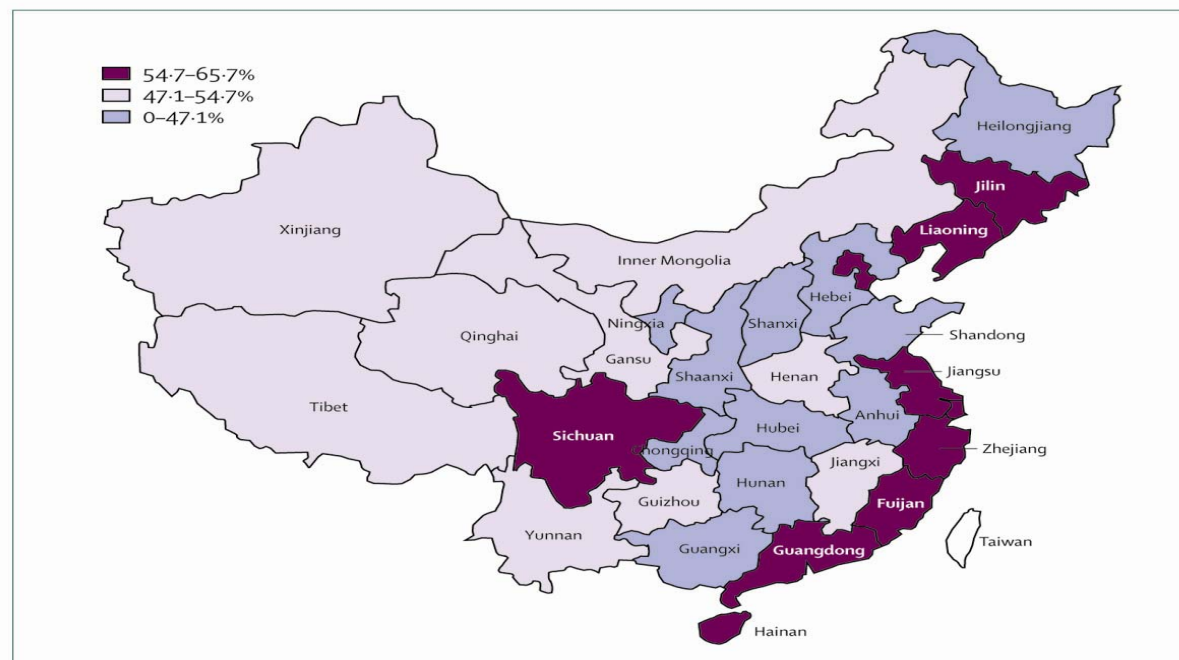 54·7–65·7%
47·1–54·7%
0–47·1%
Heilongjiang
Jilin
Liaoning
Xinjiang
Inner Mongolia
Hebei
Ningxia
Shanxi
Shandong
Qinghai
Gansu
Henan
Jiangsu
Shaanxi
Tibet
Anhui
Sichuan
Hubei
Zhejiang
Chongqing
Jiangxi
Hunan
Guizhou
Fuijan
Yunnan
Guangxi
Guangdong
Taiwan
Hainan